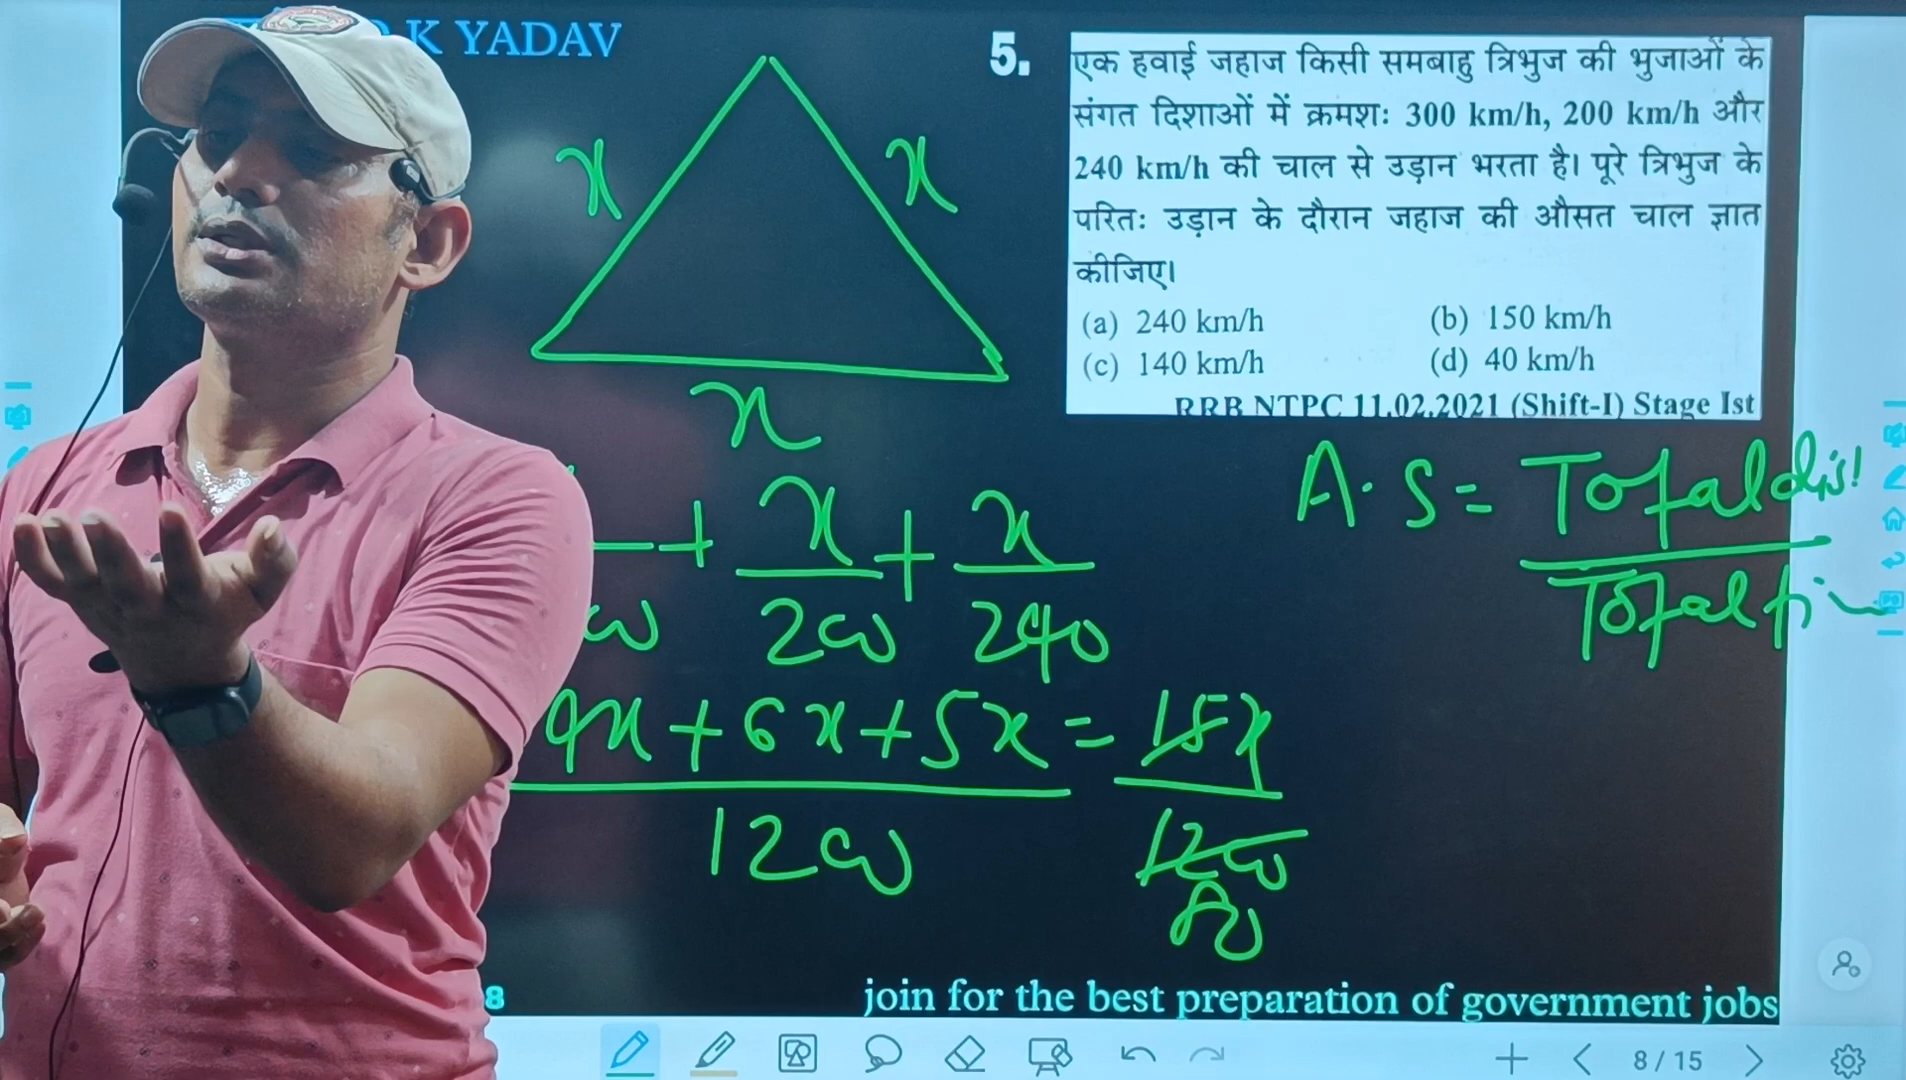 K YADAV
5.
एक हवाई जहाज किसी समबाहु त्रिभुज की भुजाओं के
संगत दिशाओं में क्रमशः 300 km/h, 200 km/h और
240 km/h की चाल से उड़ान भरता है। पूरे त्रिभुज के
परितः उड़ान के दौरान जहाज की औसत चाल ज्ञात
कीजिए।
(a) 240 km/h (b) 150 km/h
(c) 140 km/h (d) 40 km/h
RRB NTPC 11.02.2021 (Shift-I) Stage Ist
x x
x
A.S = Total dis!
Total
+ x + x
200 240
4x + 6x + 5x = 15x
1200 1200
80
8
join for the best preparation of government jobs
8 / 15